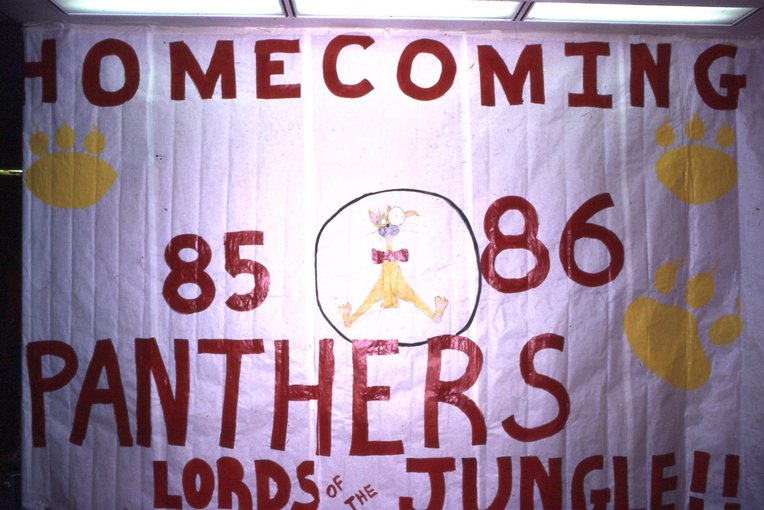 HOMECOMING
85 86
PANTHERS
LORDS OF THE JUNGLE!!